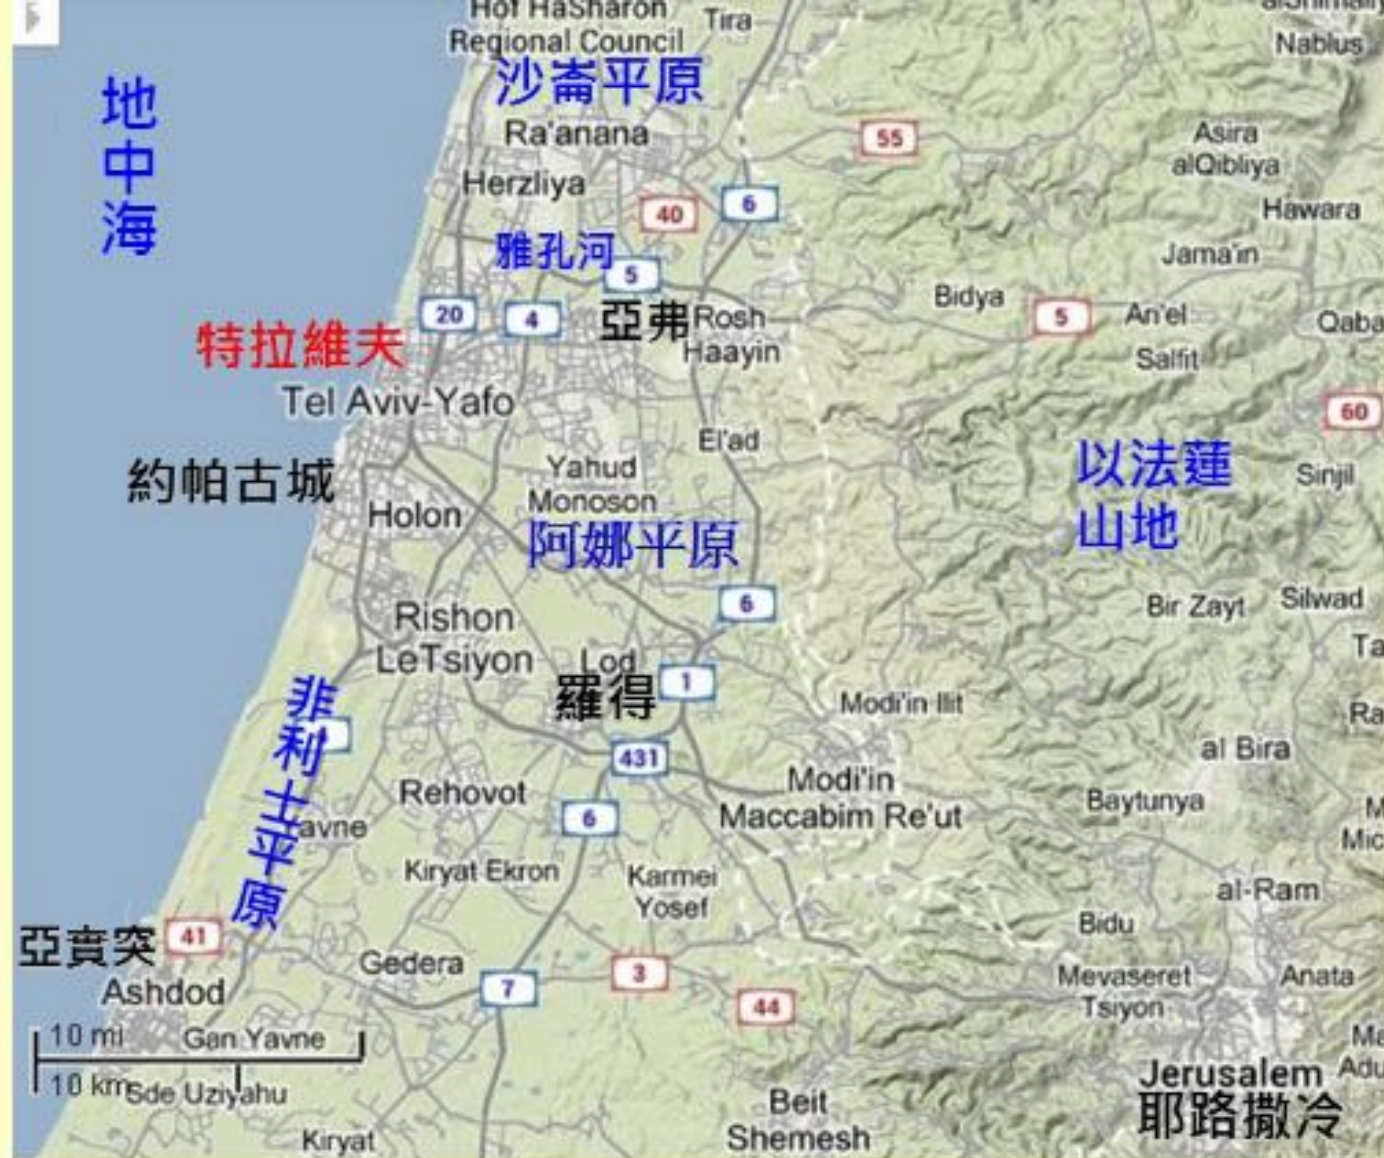 Hof HaSharon
Regional Council
Tira
Nablus
沙崙平原
地中海
Ra'anana
55
Asira
alQibliya
Herzliya
40
6
Hawara
雅孔河
5
Jama'in
Bidya
20
4
亞弗
Rosh
Haayin
5
An'el
Qaba
特拉維夫
Salfit
Tel Aviv-Yafo
60
El'ad
以法蓮
山地
約帕古城
Yahud
Monoson
Sinjil
Holon
阿娜平原
6
Bir Zayt
Silwad
Rishon
LeTsiyon
Lod
羅得
1
Ta
非利士平原
Modi'in Ilit
Ra
431
al Bira
Rehovot
Modi'in
Maccabim Re'ut
Baytunya
6
avne
Kiryat Ekron
Karmei
Yosef
al-Ram
亞實突
41
Bidu
Gedera
3
Mevaseret
Tsiyon
Anata
Ashdod
7
44
10 mi
Gan Yavne
10 km
Sde Uziyahu
Jerusalem
耶路撒冷
Adu
Beit
Shemesh
Kiryat